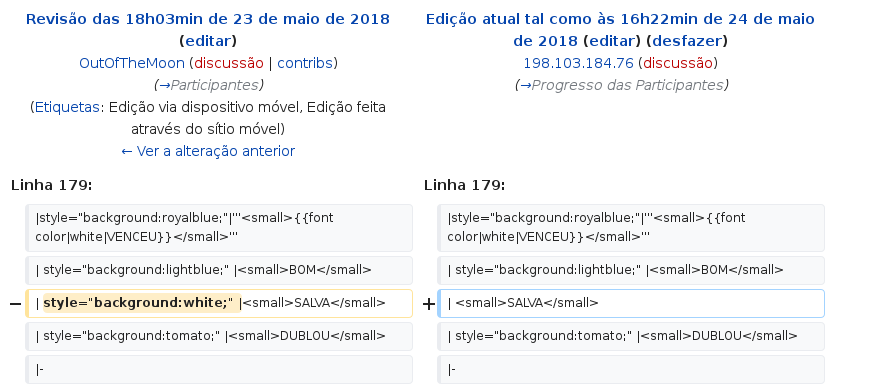 Revisão das 18h03min de 23 de maio de 2018
(editar)
OutOfTheMoon (discussão | contribs)
(→Participantes)
(Etiquetas: Edição via dispositivo móvel, Edição feita
através do sítio móvel)
← Ver a alteração anterior
Edição atual tal como às 16h22min de 24 de maio
de 2018 (editar) (desfazer)
198.103.184.76 (discussão)
(→Progresso das Participantes)
Linha 179:
Linha 179:
|style="background:royalblue;"|'''<small>{{font
color|white|VENCEU}}</small>'''
|style="background:royalblue;"|'''<small>{{font
color|white|VENCEU}}</small>'''
| style="background:lightblue;" |<small>BOM</small>
| style="background:lightblue;" |<small>BOM</small>
− | style="background:white;" |<small>SALVA</small>
+ | <small>SALVA</small>
| style="background:tomato;" |<small>DUBLOU</small>
| style="background:tomato;" |<small>DUBLOU</small>
|-
|-